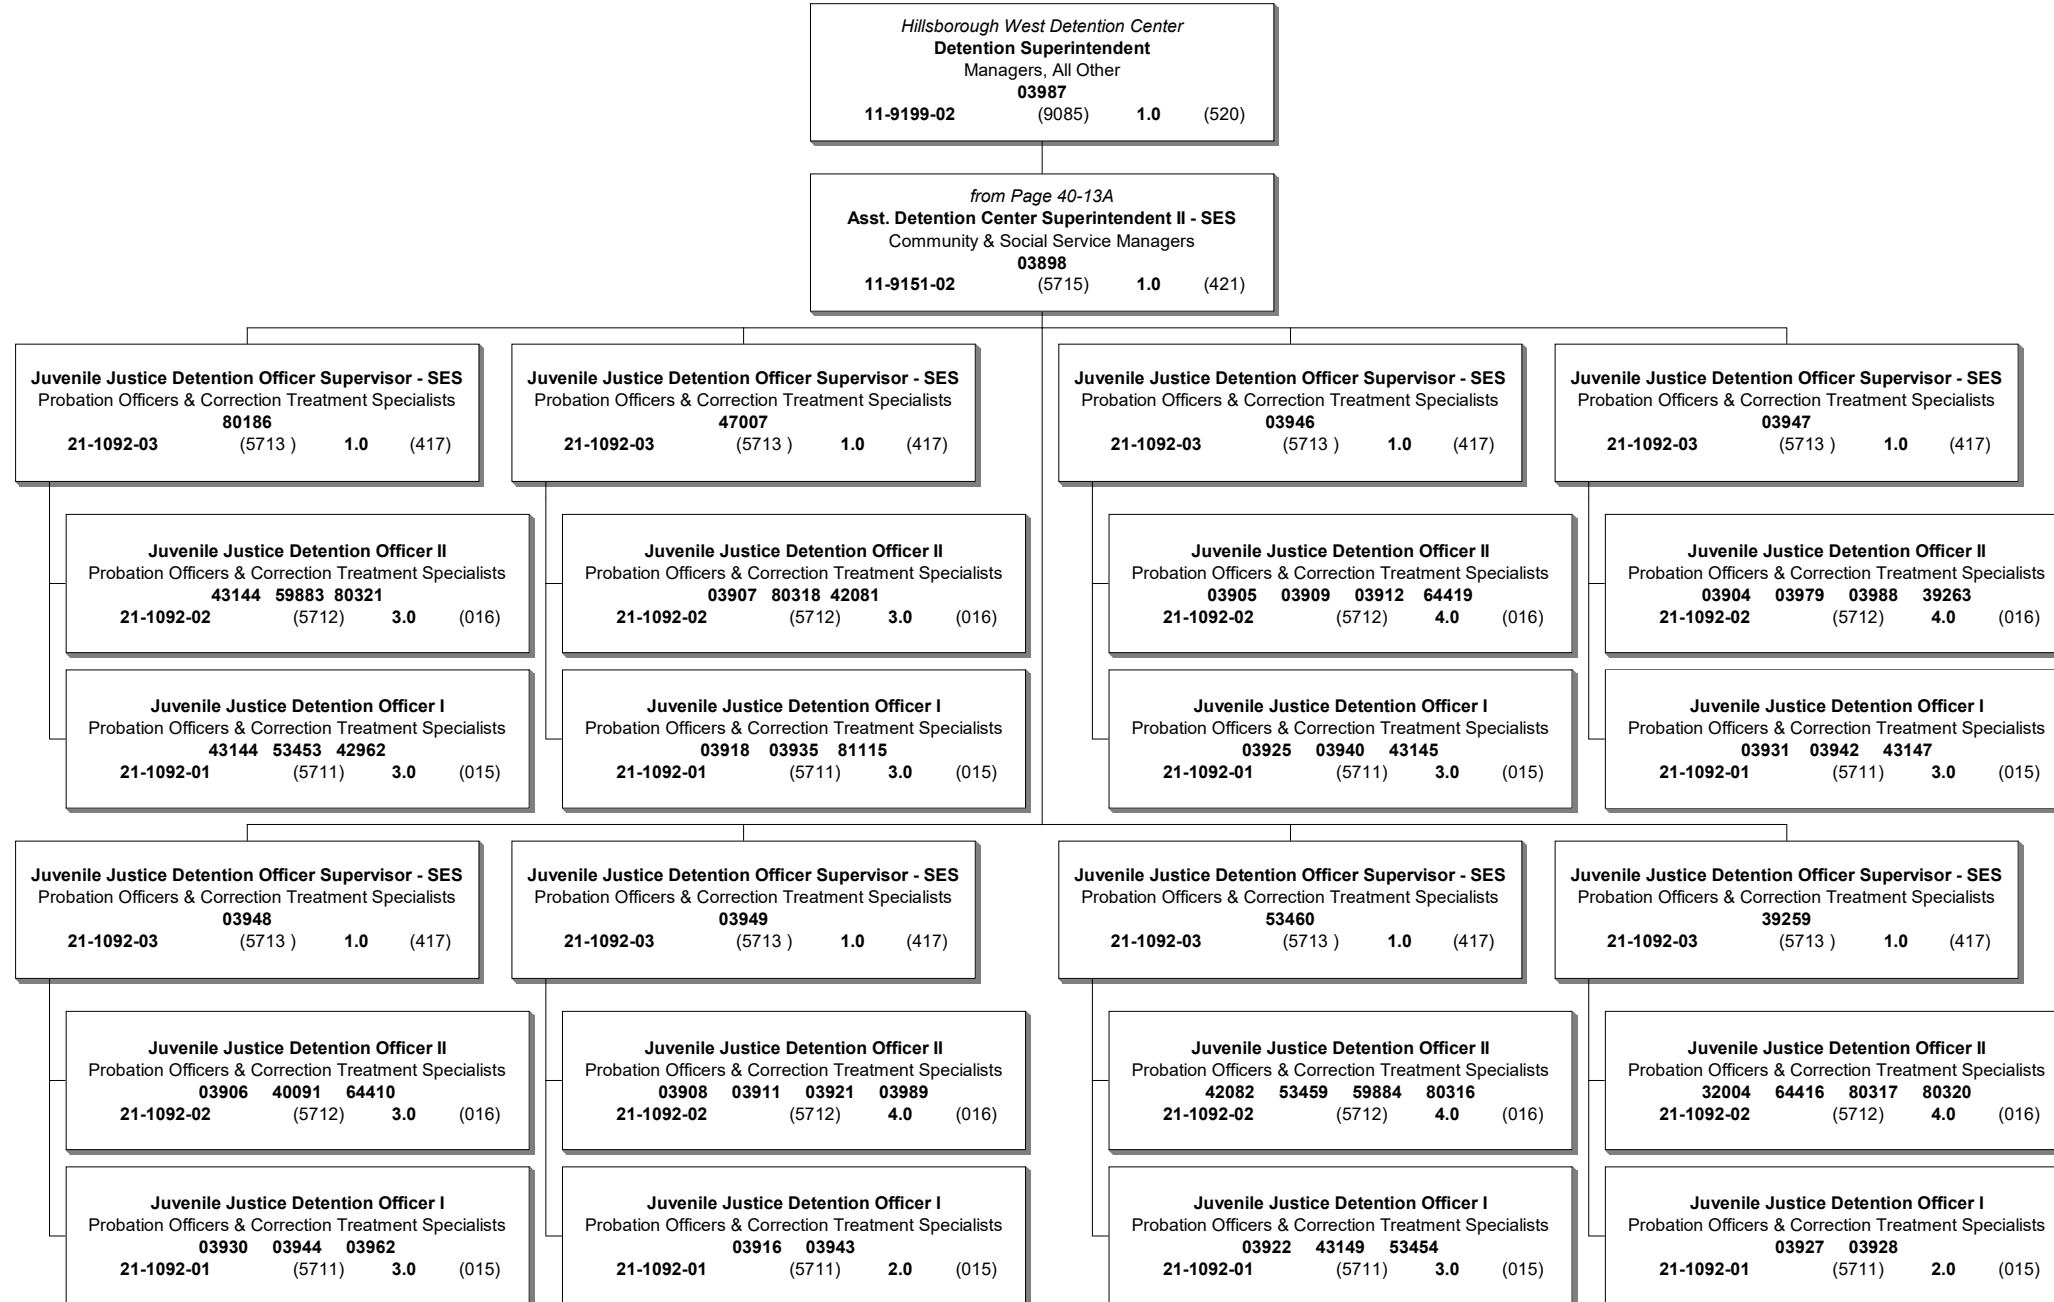 Hillsborough West Detention Center
Detention Superintendent
Managers, All Other
03987
11-9199-02 (9085) 1.0 (520)
from Page 40-13A
Asst. Detention Center Superintendent II - SES
Community & Social Service Managers
03898
11-9151-02 (5715) 1.0 (421)
Juvenile Justice Detention Officer Supervisor - SES
Probation Officers & Correction Treatment Specialists
80186
21-1092-03 (5713 ) 1.0 (417)
Juvenile Justice Detention Officer Supervisor - SES
Probation Officers & Correction Treatment Specialists
47007
21-1092-03 (5713 ) 1.0 (417)
Juvenile Justice Detention Officer Supervisor - SES
Probation Officers & Correction Treatment Specialists
03946
21-1092-03 (5713 ) 1.0 (417)
Juvenile Justice Detention Officer Supervisor - SES
Probation Officers & Correction Treatment Specialists
03947
21-1092-03 (5713 ) 1.0 (417)
Juvenile Justice Detention Officer II
Probation Officers & Correction Treatment Specialists
43144 59883 80321
21-1092-02 (5712) 3.0 (016)
Juvenile Justice Detention Officer II
Probation Officers & Correction Treatment Specialists
03907 80318 42081
21-1092-02 (5712) 3.0 (016)
Juvenile Justice Detention Officer II
Probation Officers & Correction Treatment Specialists
03905 03909 03912 64419
21-1092-02 (5712) 4.0 (016)
Juvenile Justice Detention Officer II
Probation Officers & Correction Treatment Specialists
03904 03979 03988 39263
21-1092-02 (5712) 4.0 (016)
Juvenile Justice Detention Officer I
Probation Officers & Correction Treatment Specialists
43144 53453 42962
21-1092-01 (5711) 3.0 (015)
Juvenile Justice Detention Officer I
Probation Officers & Correction Treatment Specialists
03918 03935 81115
21-1092-01 (5711) 3.0 (015)
Juvenile Justice Detention Officer I
Probation Officers & Correction Treatment Specialists
03925 03940 43145
21-1092-01 (5711) 3.0 (015)
Juvenile Justice Detention Officer I
Probation Officers & Correction Treatment Specialists
03931 03942 43147
21-1092-01 (5711) 3.0 (015)
Juvenile Justice Detention Officer Supervisor - SES
Probation Officers & Correction Treatment Specialists
03948
21-1092-03 (5713 ) 1.0 (417)
Juvenile Justice Detention Officer Supervisor - SES
Probation Officers & Correction Treatment Specialists
03949
21-1092-03 (5713 ) 1.0 (417)
Juvenile Justice Detention Officer Supervisor - SES
Probation Officers & Correction Treatment Specialists
53460
21-1092-03 (5713 ) 1.0 (417)
Juvenile Justice Detention Officer Supervisor - SES
Probation Officers & Correction Treatment Specialists
39259
21-1092-03 (5713 ) 1.0 (417)
Juvenile Justice Detention Officer II
Probation Officers & Correction Treatment Specialists
03906 40091 64410
21-1092-02 (5712) 3.0 (016)
Juvenile Justice Detention Officer II
Probation Officers & Correction Treatment Specialists
03908 03911 03921 03989
21-1092-02 (5712) 4.0 (016)
Juvenile Justice Detention Officer II
Probation Officers & Correction Treatment Specialists
42082 53459 59884 80316
21-1092-02 (5712) 4.0 (016)
Juvenile Justice Detention Officer II
Probation Officers & Correction Treatment Specialists
32004 64416 80317 80320
21-1092-02 (5712) 4.0 (016)
Juvenile Justice Detention Officer I
Probation Officers & Correction Treatment Specialists
03930 03944 03962
21-1092-01 (5711) 3.0 (015)
Juvenile Justice Detention Officer I
Probation Officers & Correction Treatment Specialists
03916 03943
21-1092-01 (5711) 2.0 (015)
Juvenile Justice Detention Officer I
Probation Officers & Correction Treatment Specialists
03922 43149 53454
21-1092-01 (5711) 3.0 (015)
Juvenile Justice Detention Officer I
Probation Officers & Correction Treatment Specialists
03927 03928
21-1092-01 (5711) 2.0 (015)